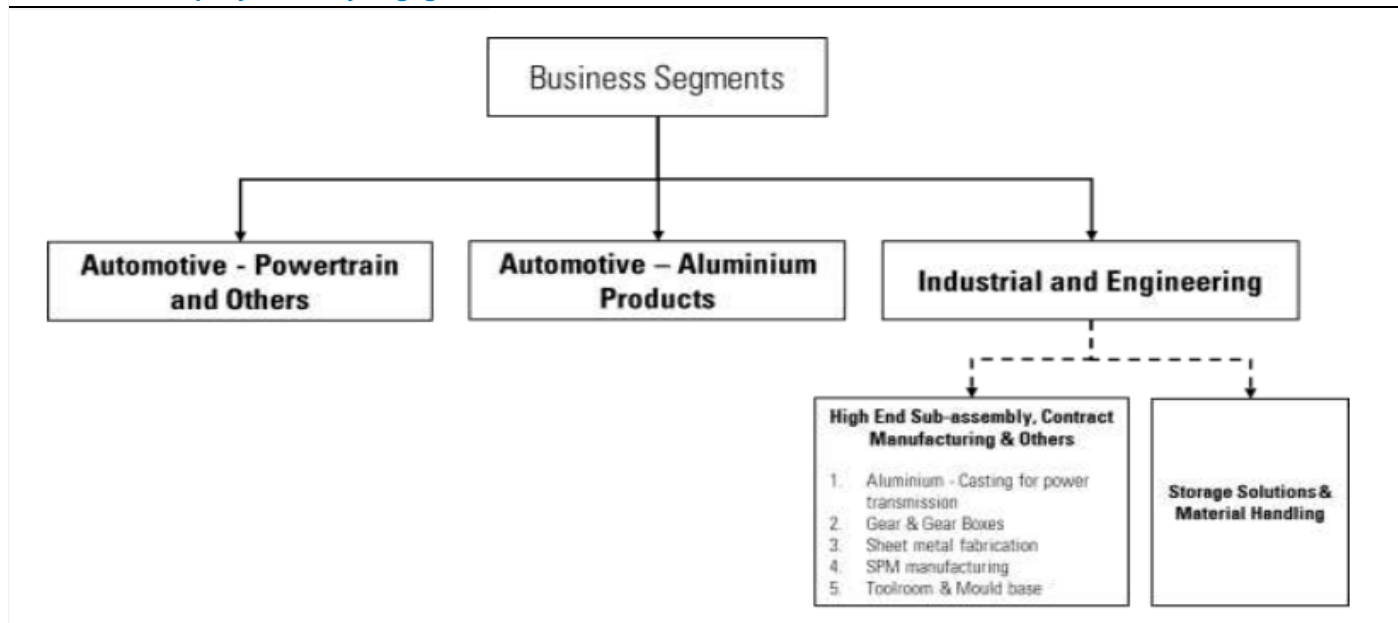 Business Segments
Automotive - Powertrain
and Others
Automotive – Aluminium
Products
Industrial and Engineering
High End Sub-assembly, Contract
Manufacturing & Others
1. Aluminium - Casting for power
transmission
2. Gear & Gear Boxes
3. Sheet metal fabrication
4. SPM manufacturing
5. Toolroom & Mould base
Storage Solutions &
Material Handling